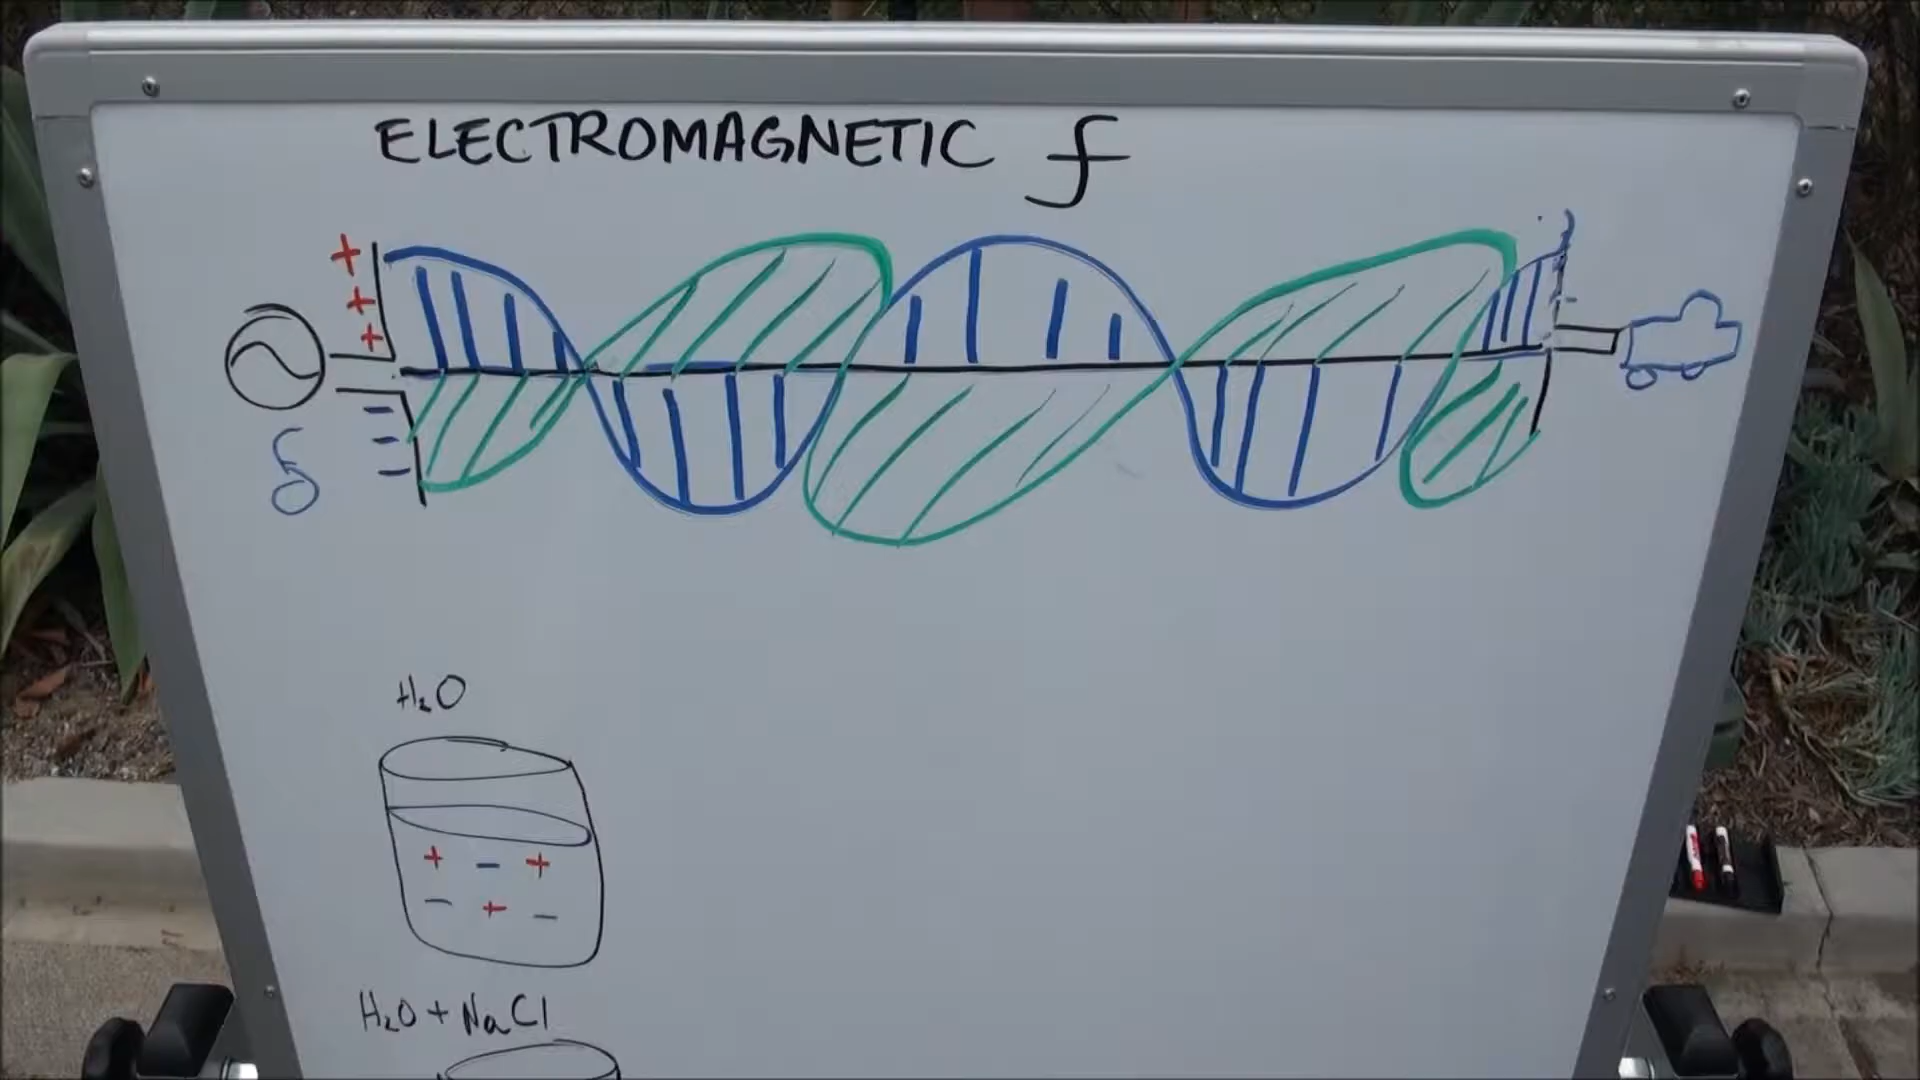 ELECTROMAGNETIC f
+
+
+
δ
-
-
-
H₂O
+ - +
- + -
H₂O + NaCl